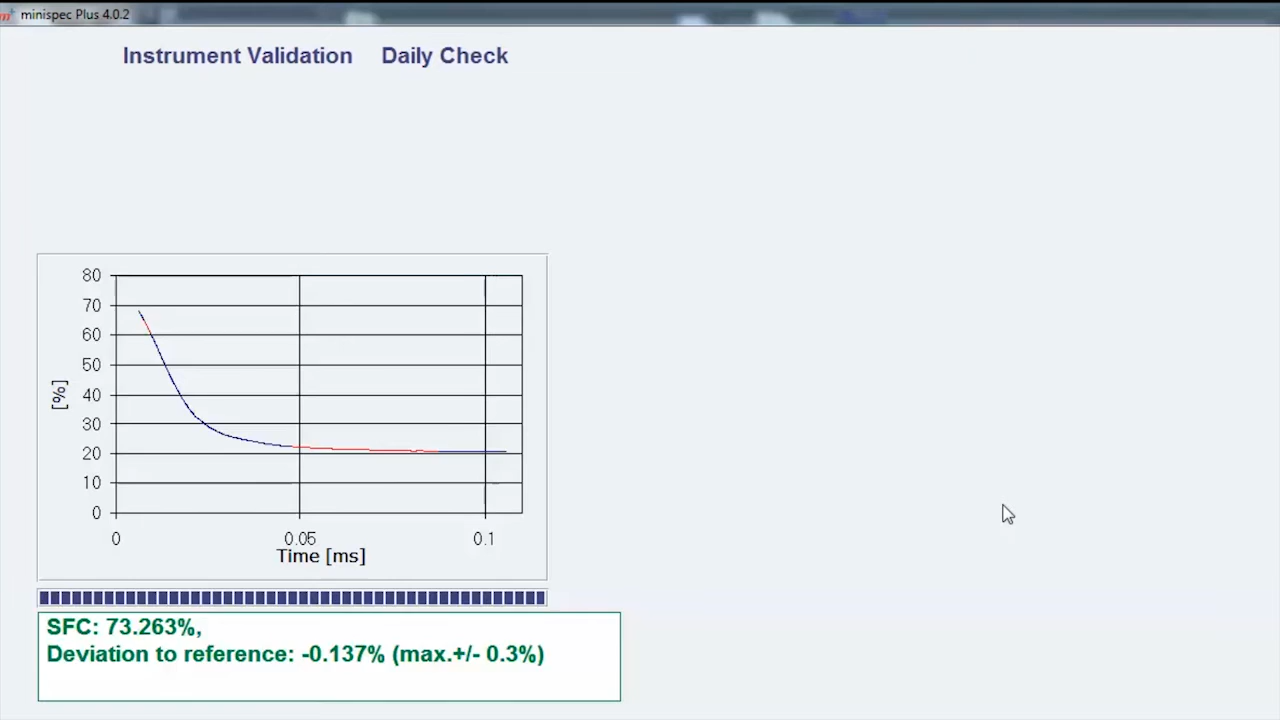 minispec Plus 4.0.2
Instrument Validation Daily Check
80
70
60
50
40
30
20
10
0
[%]
0 0.05 0.1
Time [ms]
SFC: 73.263%,
Deviation to reference: -0.137% (max.+/- 0.3%)